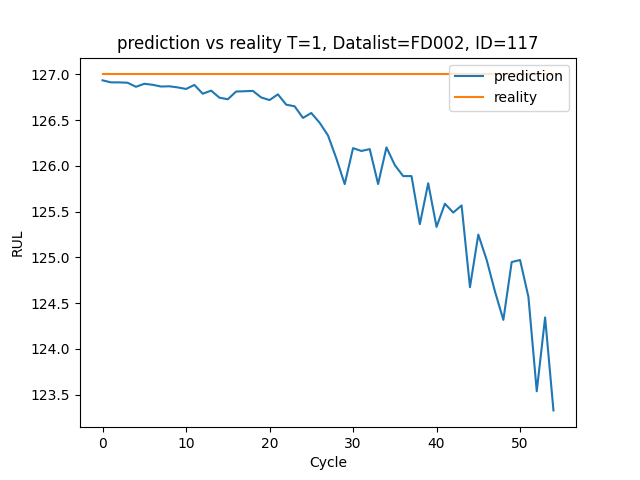 prediction vs reality T=1, Datalist=FD002, ID=117
127.0
126.5
126.0
125.5
125.0
124.5
124.0
123.5
RUL
prediction
reality
0 10 20 30 40 50
Cycle